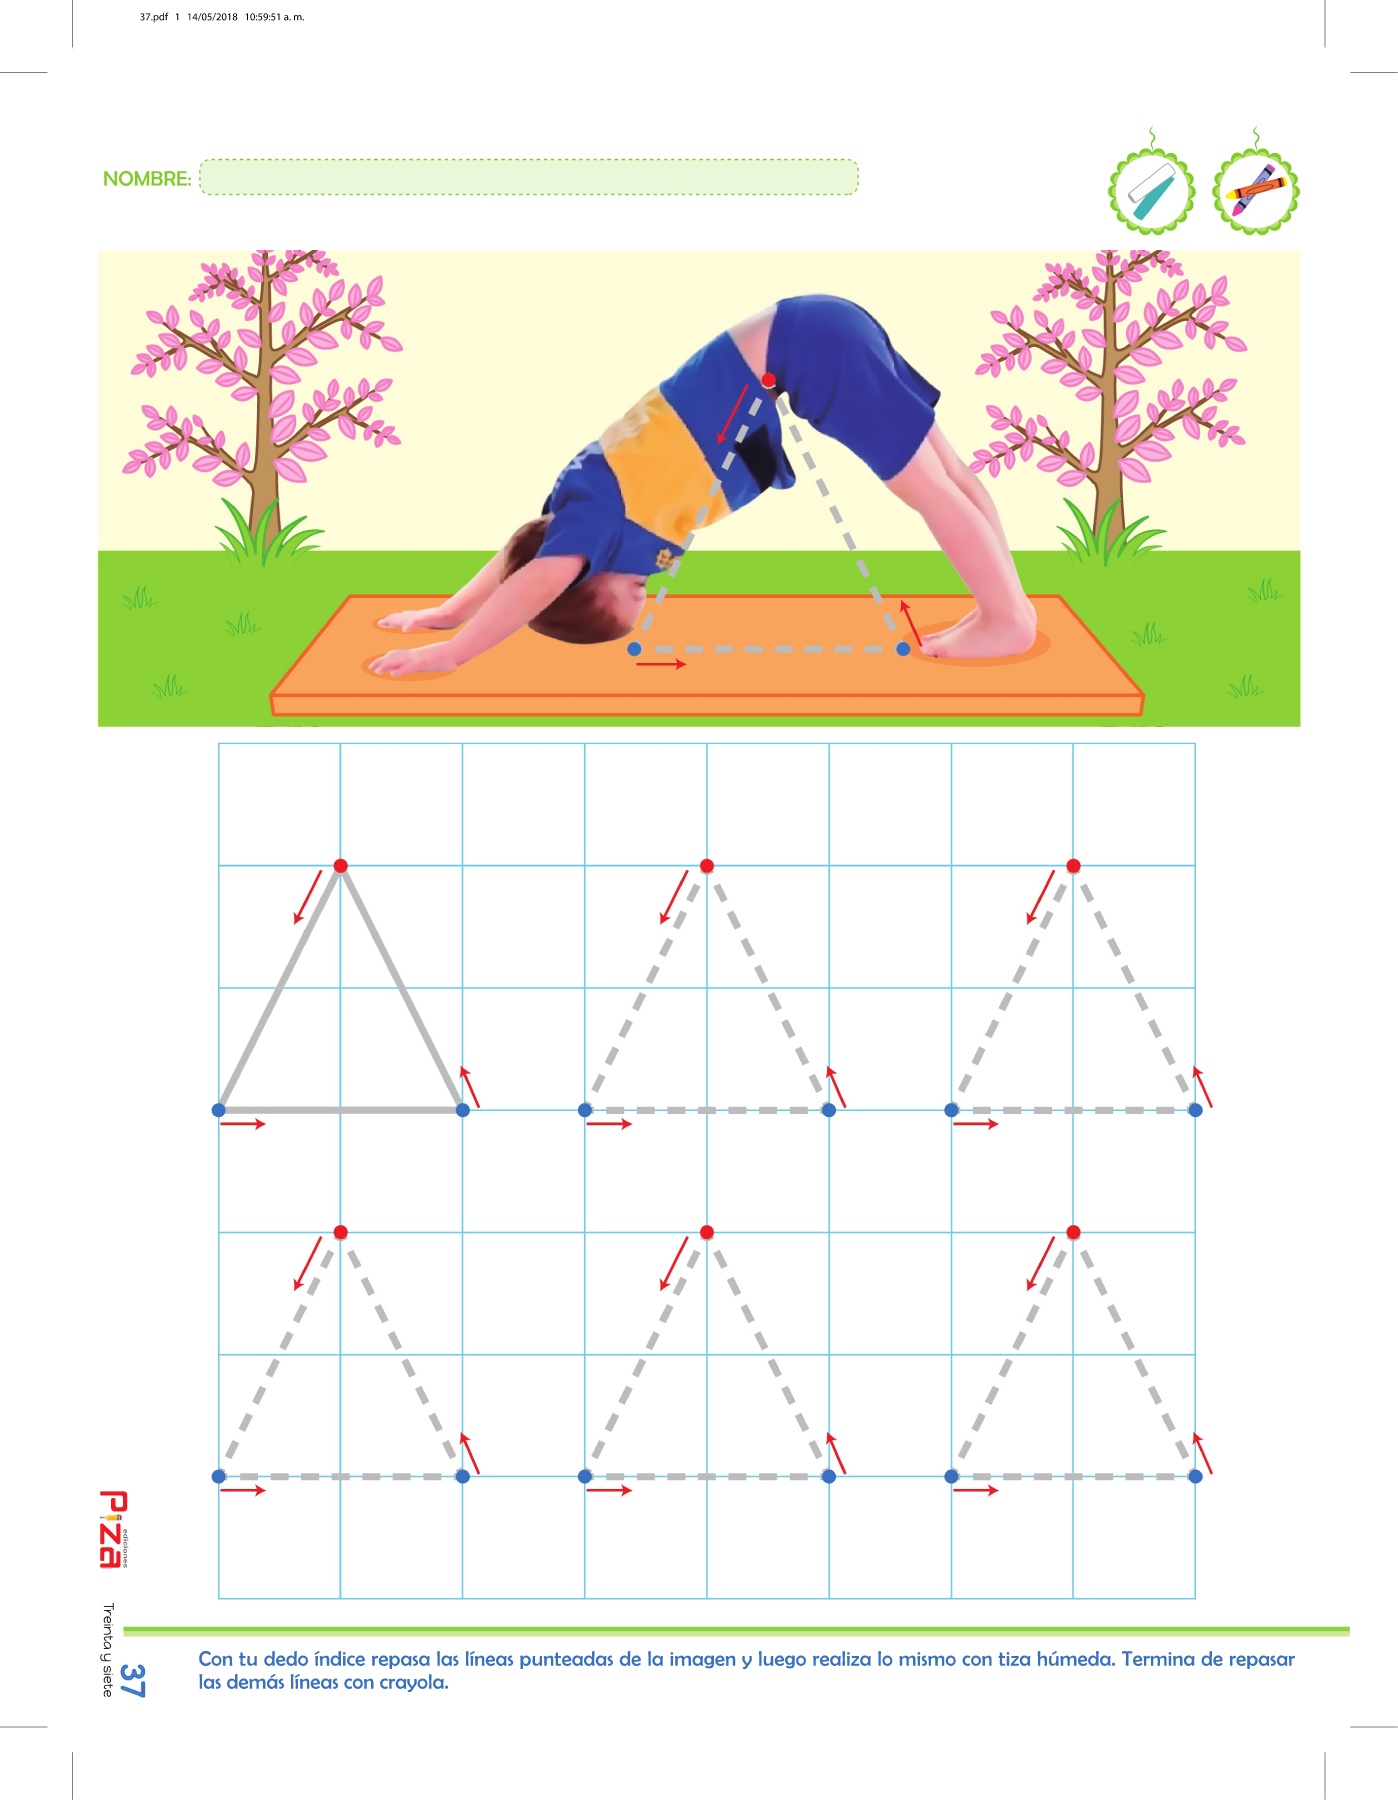 37.pdf 1 14/05/2018 10:59:51 a. m.
NOMBRE:
Piza
ediciones
Treinta y siete
37
Con tu dedo índice repasa las líneas punteadas de la imagen y luego realiza lo mismo con tiza húmeda. Termina de repasar
las demás líneas con crayola.